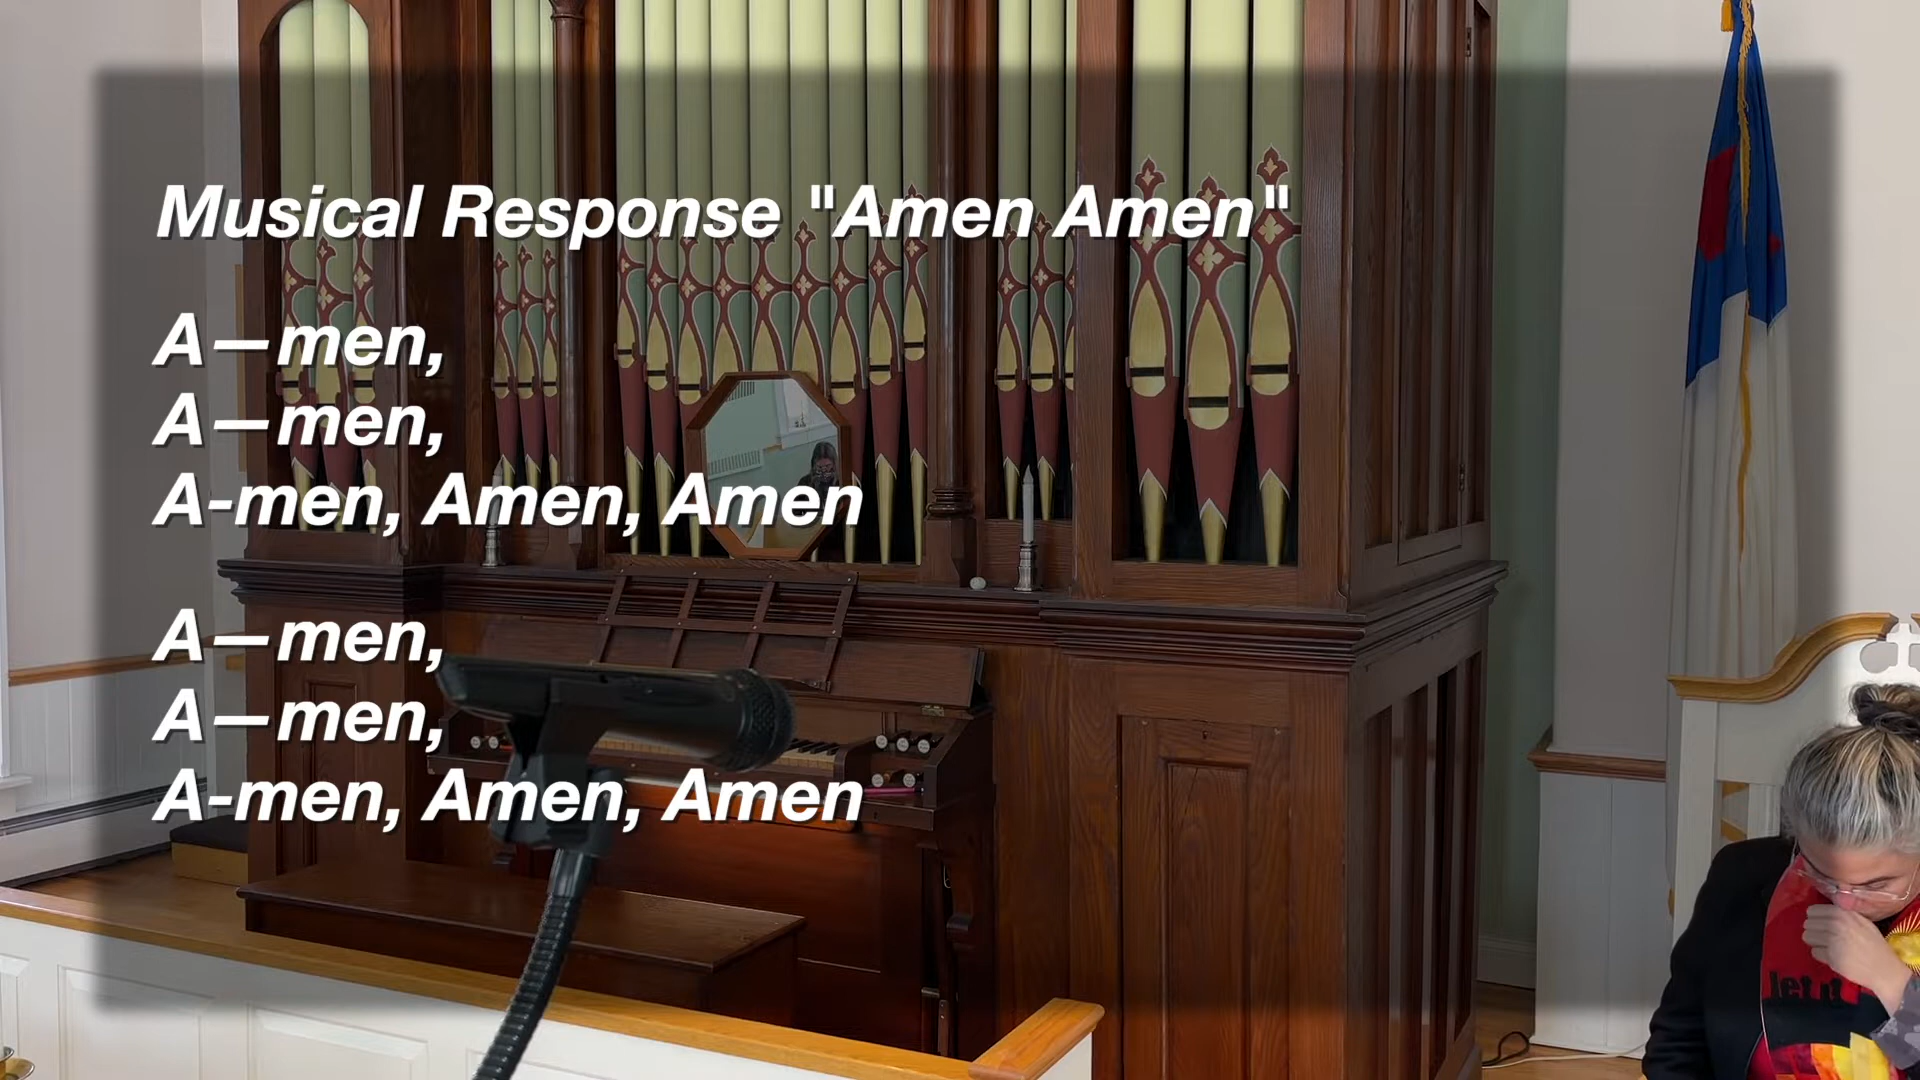 Musical Response "Amen Amen"
A—men,
A—men,
A-men, Amen, Amen
A—men,
A—men,
A-men, Amen, Amen